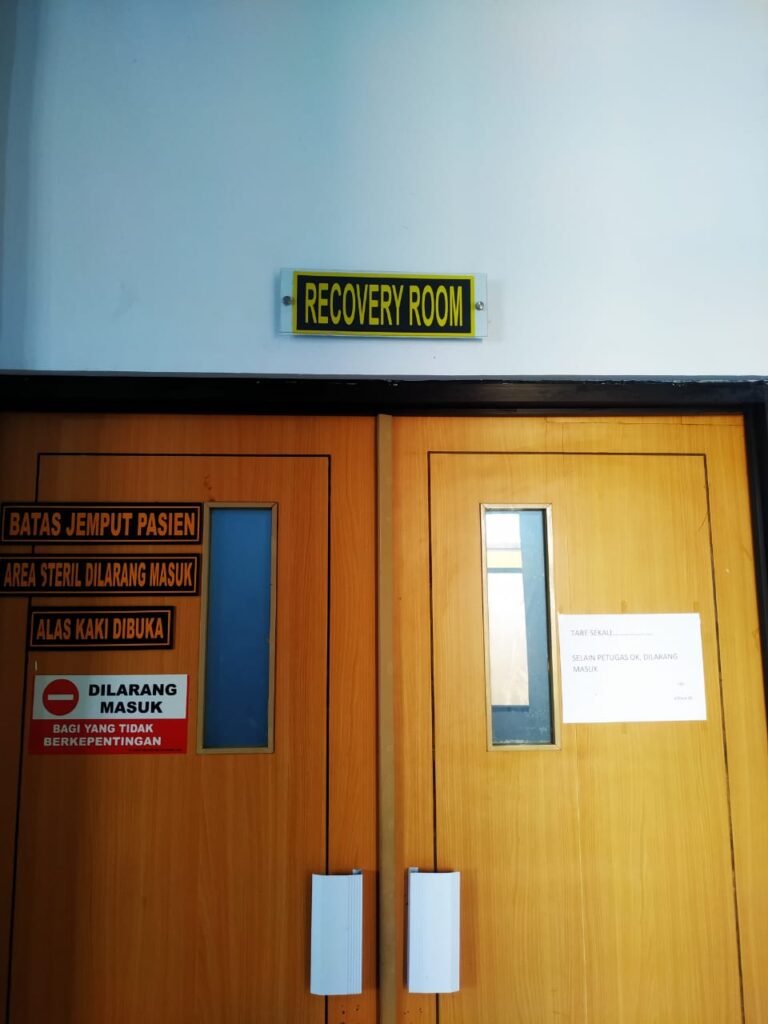 RECOVERY ROOM
BATAS JEMPUT PASIEN
AREA STERIL DILARANG MASUK
ALAS KAKI DIBUKA
DILARANG
MASUK
BAGI YANG TIDAK
BERKEPENTINGAN
TABE SEKALI....................
SELAIN PETUGAS OK, DILARANG
MASUK